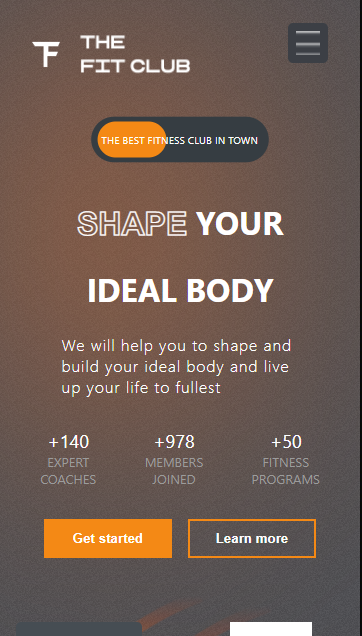 THE
FIT CLUB
THE BEST FITNESS CLUB IN TOWN
SHAPE YOUR
IDEAL BODY
We will help you to shape and
build your ideal body and live
up your life to fullest
+140 +978 +50
EXPERT MEMBERS FITNESS
COACHES JOINED PROGRAMS
Get started Learn more